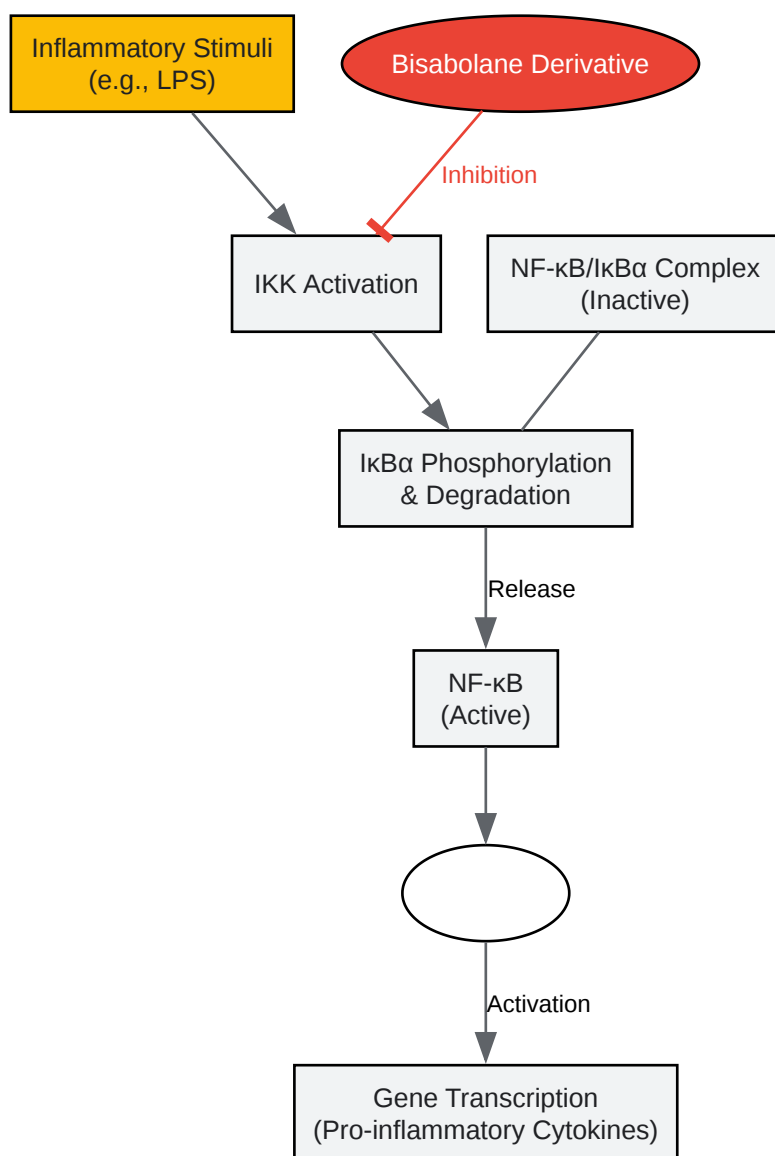 Inflammatory Stimuli
(e.g., LPS)
Bisabolane Derivative
Inhibition
IKK Activation
NF-κB/IκBα Complex
(Inactive)
IκBα Phosphorylation
& Degradation
Release
NF-κB
(Active)
Activation
Gene Transcription
(Pro-inflammatory Cytokines)